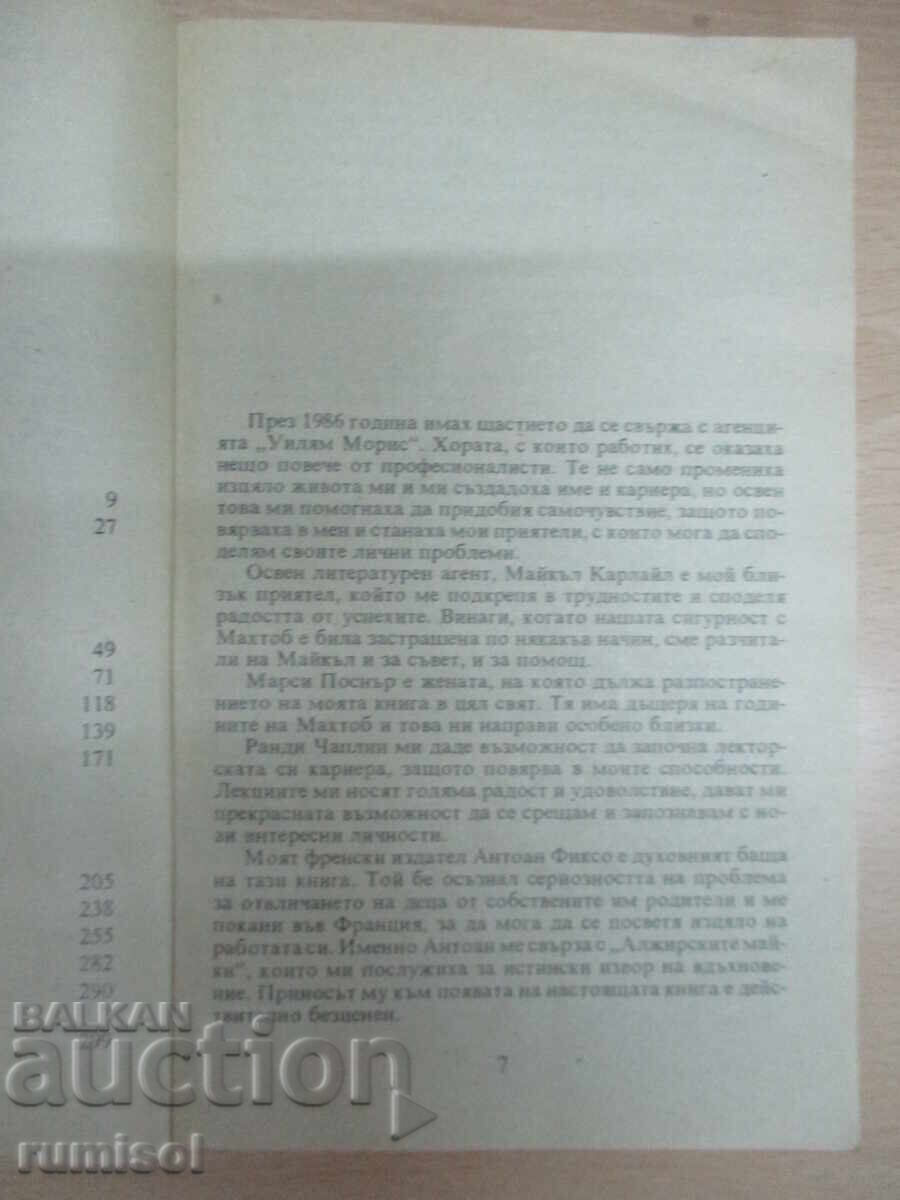 9
27
49
71
118
139
171
205
238
255
282
290
През 1986 година имах щастието да се свържа с агенци-
ята „Уилям Морис“. Хората, с които работих, се оказаха
нещо повече от професионалисти. Те не само промениха
изцяло живота ми и ми създадоха име и кариера, но освен
това ми помогнаха да придобия самочувствие, защото по-
вярваха в мен и станаха мои приятели, с които мога да спо-
делям своите лични проблеми.
Освен литературен агент, Майкъл Карлайл е мой бли-
зък приятел, който ме подкрепя в трудностите и споделя
радостта от успехите. Винаги, когато нашата сигурност с
Махтоб е била застрашена по някакъв начин, сме разчита-
ли на Майкъл и за съвет, и за помощ.
Марси Поснър е жената, на която дължа разпостране-
нието на моята книга в цял свят. Тя има дъщеря на годи-
ните на Махтоб и това ни направи особено близки.
Ранди Чаплин ми даде възможност да започна лектор-
ската си кариера, защото повярва в моите способности.
Лекциите ми носят голяма радост и удоволствие, дават ми
прекрасната възможност да се срещам и запознавам с но-
ви интересни личности.
Моят френски издател Антоан Фиксо е духовният баща
на тази книга. Той бе осъзнал сериозността на проблема
за отвличането на деца от собствените им родители и ме
покани във Франция, за да мога да се посветя изцяло на
работата си. Именно Антоан ме свърза с „Алжирските май-
ки“, които ми послужиха за истински извор на вдъхнове-
ние. Приносът му към появата на настоящата книга е дейс-
твително безценен.
7
BALKAN
auction
rumisol